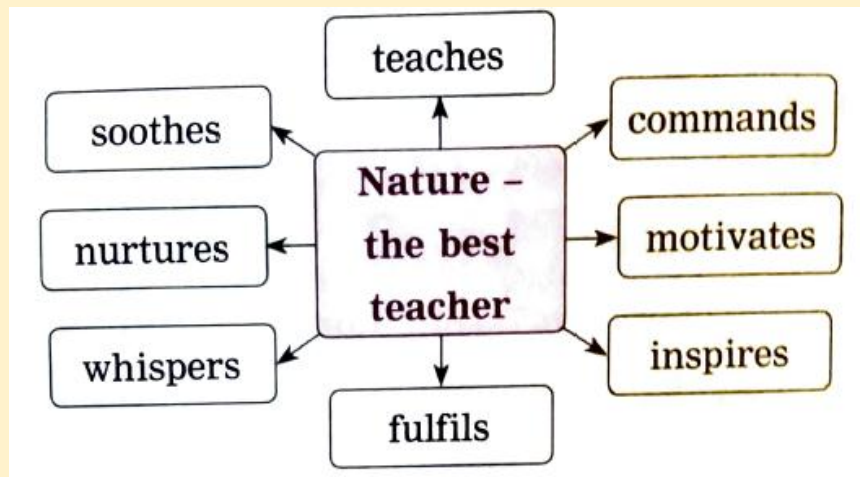 teaches
soothes
commands
Nature –
the best
teacher
nurtures
motivates
whispers
inspires
fulfils